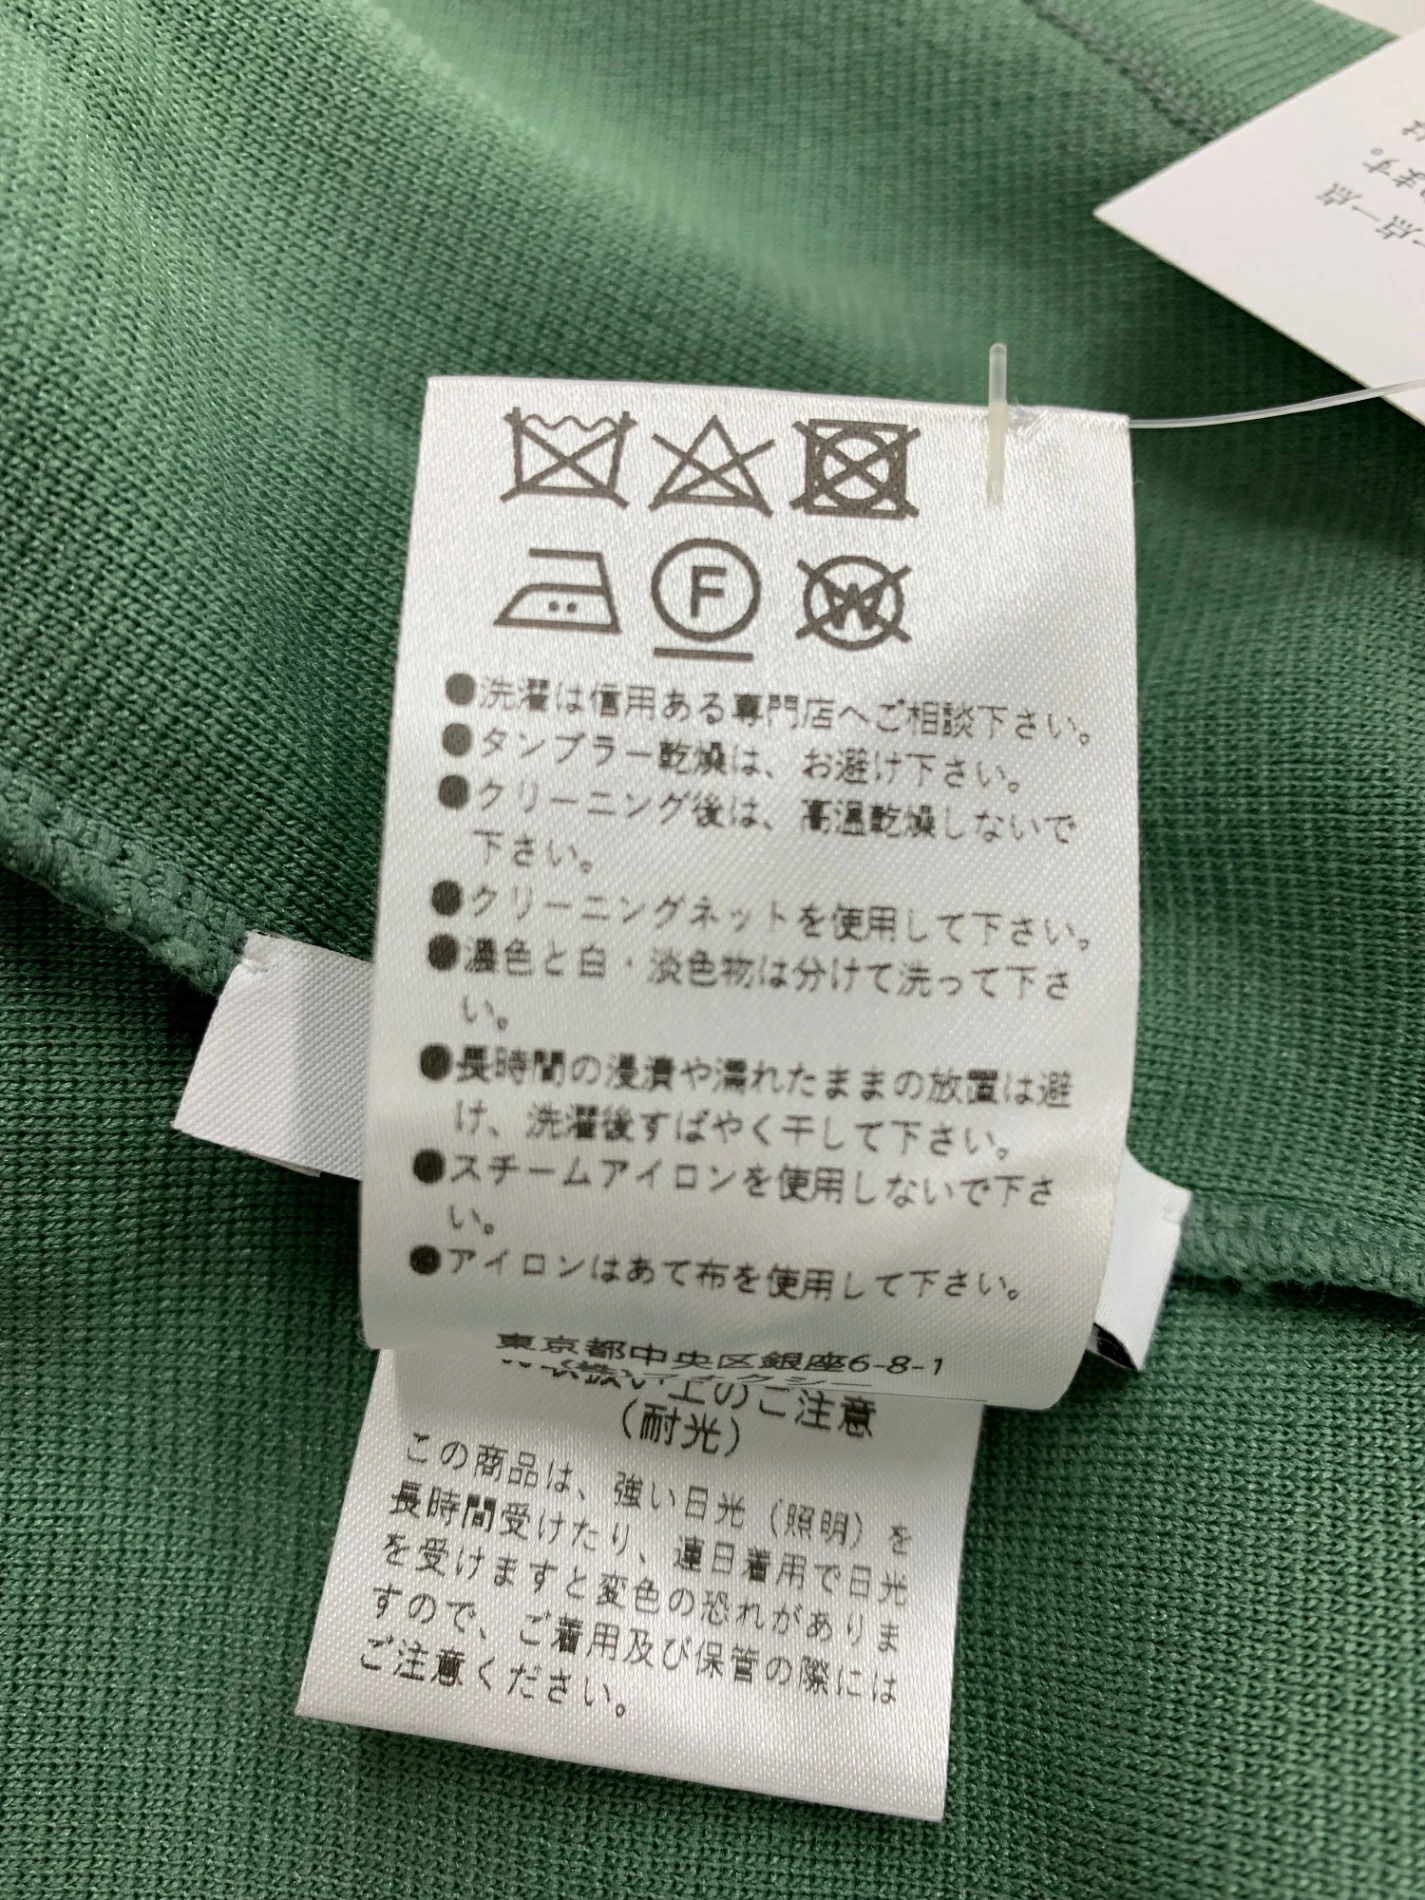 F
W
●洗濯は信用ある専門店へご相談下さい。
●タンブラー乾燥は、お避け下さい。
●クリーニング後は、高温乾燥しないで
下さい。
●クリーニングネットを使用して下さい。
●濃色と白・淡色物は分けて洗って下さ
い。
●長時間の浸漬や濡れたままの放置は避
け、洗濯後すばやく干して下さい。
●スチームアイロンを使用しないで下さ
い。
●アイロンはあて布を使用して下さい。
東京都中央区銀座6-8-1
上のご注意
（耐光）
この商品は、強い日光（照明）を
長時間受けたり、連日着用で日光
を受けますと変色の恐れがありま
すので、ご着用及び保管の際には
ご注意ください。
点一点
ます。
は